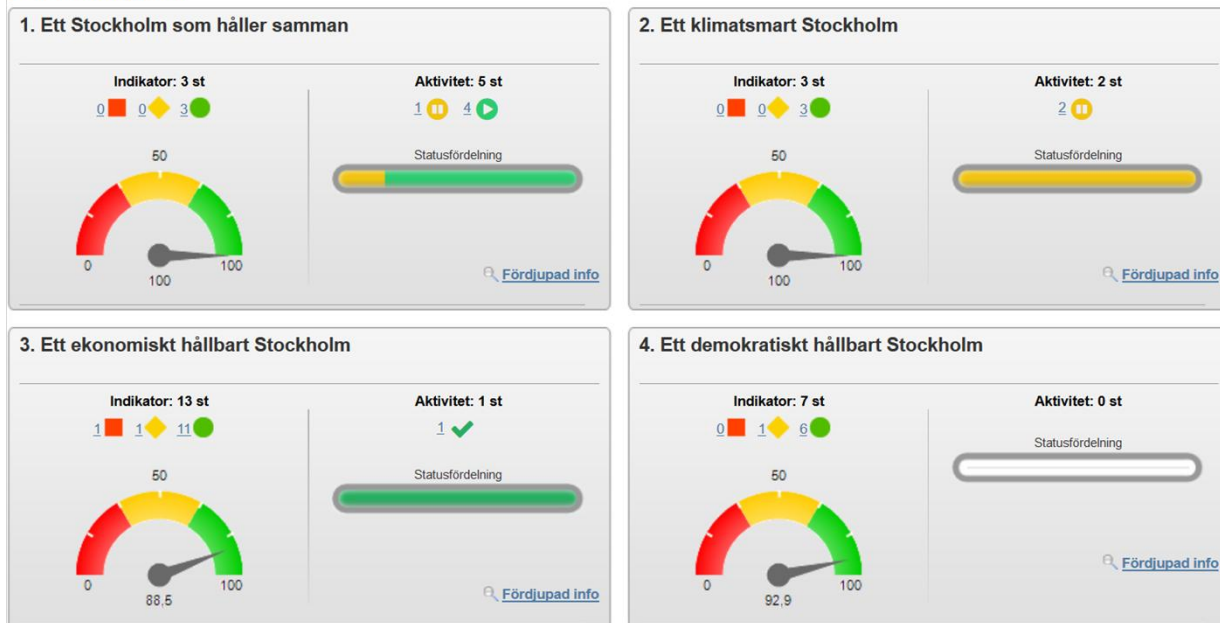 1. Ett Stockholm som håller samman
Indikator: 3 st
0 0 3
50
0 100
100
Aktivitet: 5 st
1 4
Statusfördelning
Fördjupad info
2. Ett klimatsmart Stockholm
Indikator: 3 st
0 0 3
50
0 100
100
Aktivitet: 2 st
2
Statusfördelning
Fördjupad info
3. Ett ekonomiskt hållbart Stockholm
Indikator: 13 st
1 1 11
50
0 100
88,5
Aktivitet: 1 st
1
Statusfördelning
Fördjupad info
4. Ett demokratiskt hållbart Stockholm
Indikator: 7 st
0 1 6
50
0 100
92,9
Aktivitet: 0 st
Statusfördelning
Fördjupad info